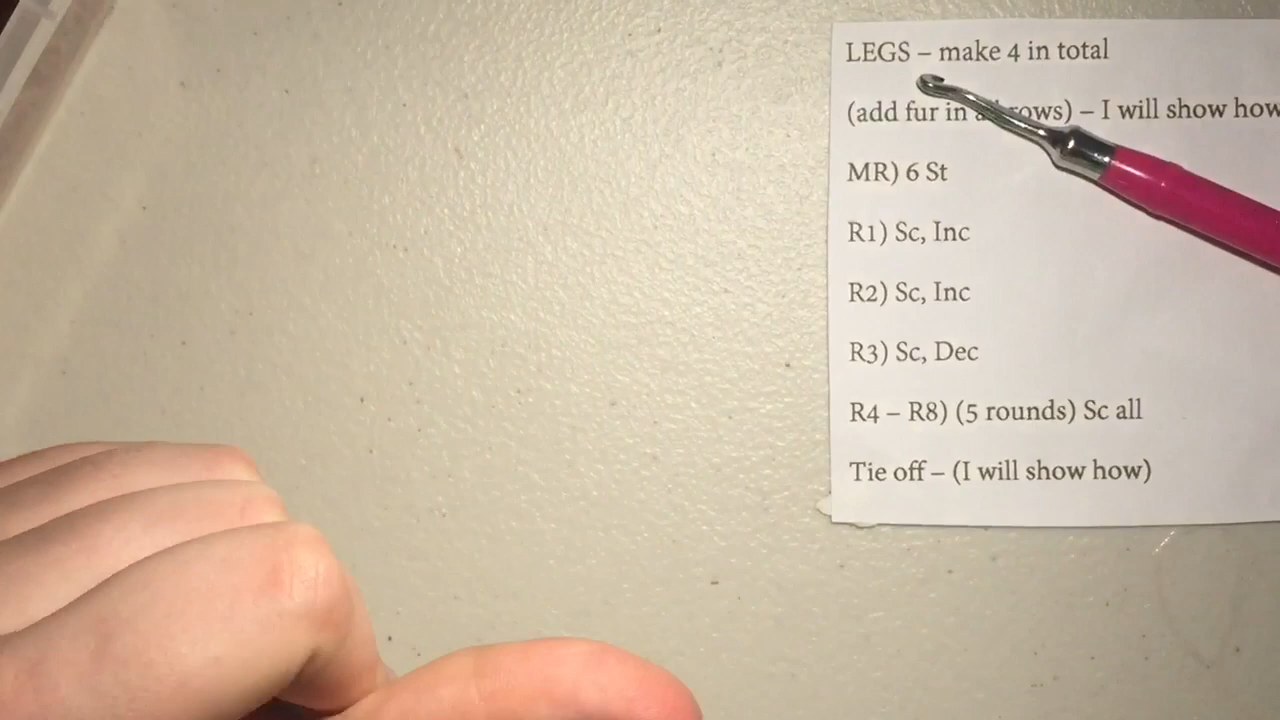 LEGS – make 4 in total
(add fur in rows) – I will show how
MR) 6 St
R1) Sc, Inc
R2) Sc, Inc
R3) Sc, Dec
R4 – R8) (5 rounds) Sc all
Tie off – (I will show how)